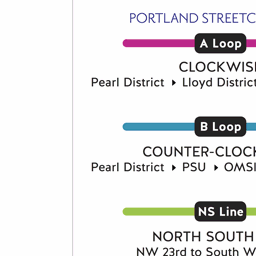 PORTLAND STREETC
A Loop
CLOCKWIS
Pearl District ▸ Lloyd District
B Loop
COUNTER-CLOCK
Pearl District ▸ PSU ▸ OMSI
NS Line
NORTH SOUTH
NW 23rd to South W